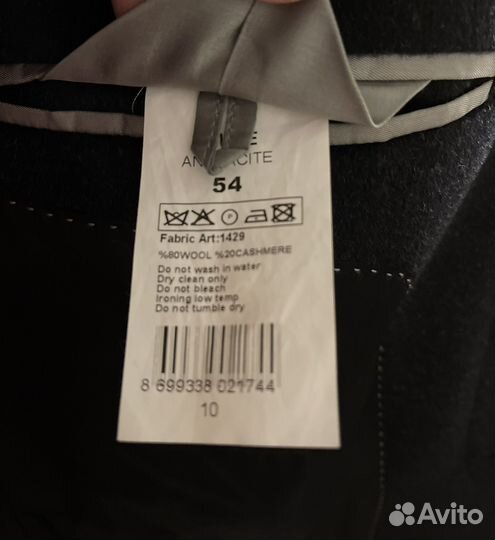 54
Fabric Art:1429
%80WOOL %20CASHMERE
Do not wash in water
Dry clean only
Do not bleach
Ironing low temp
Do not tumble dry
8 699338 021744
10
Avito